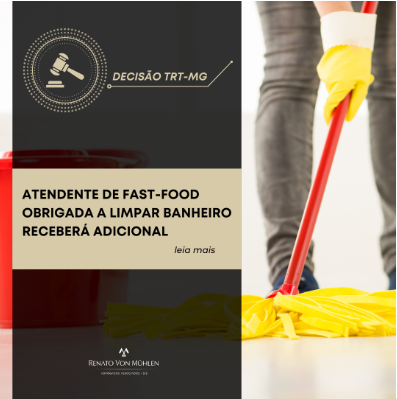 DECISÃO TRT-MG
ATENDENTE DE FAST-FOOD
OBRIGADA A LIMPAR BANHEIRO
RECEBERÁ ADICIONAL
leia mais
RENATO VON MÜHLEN